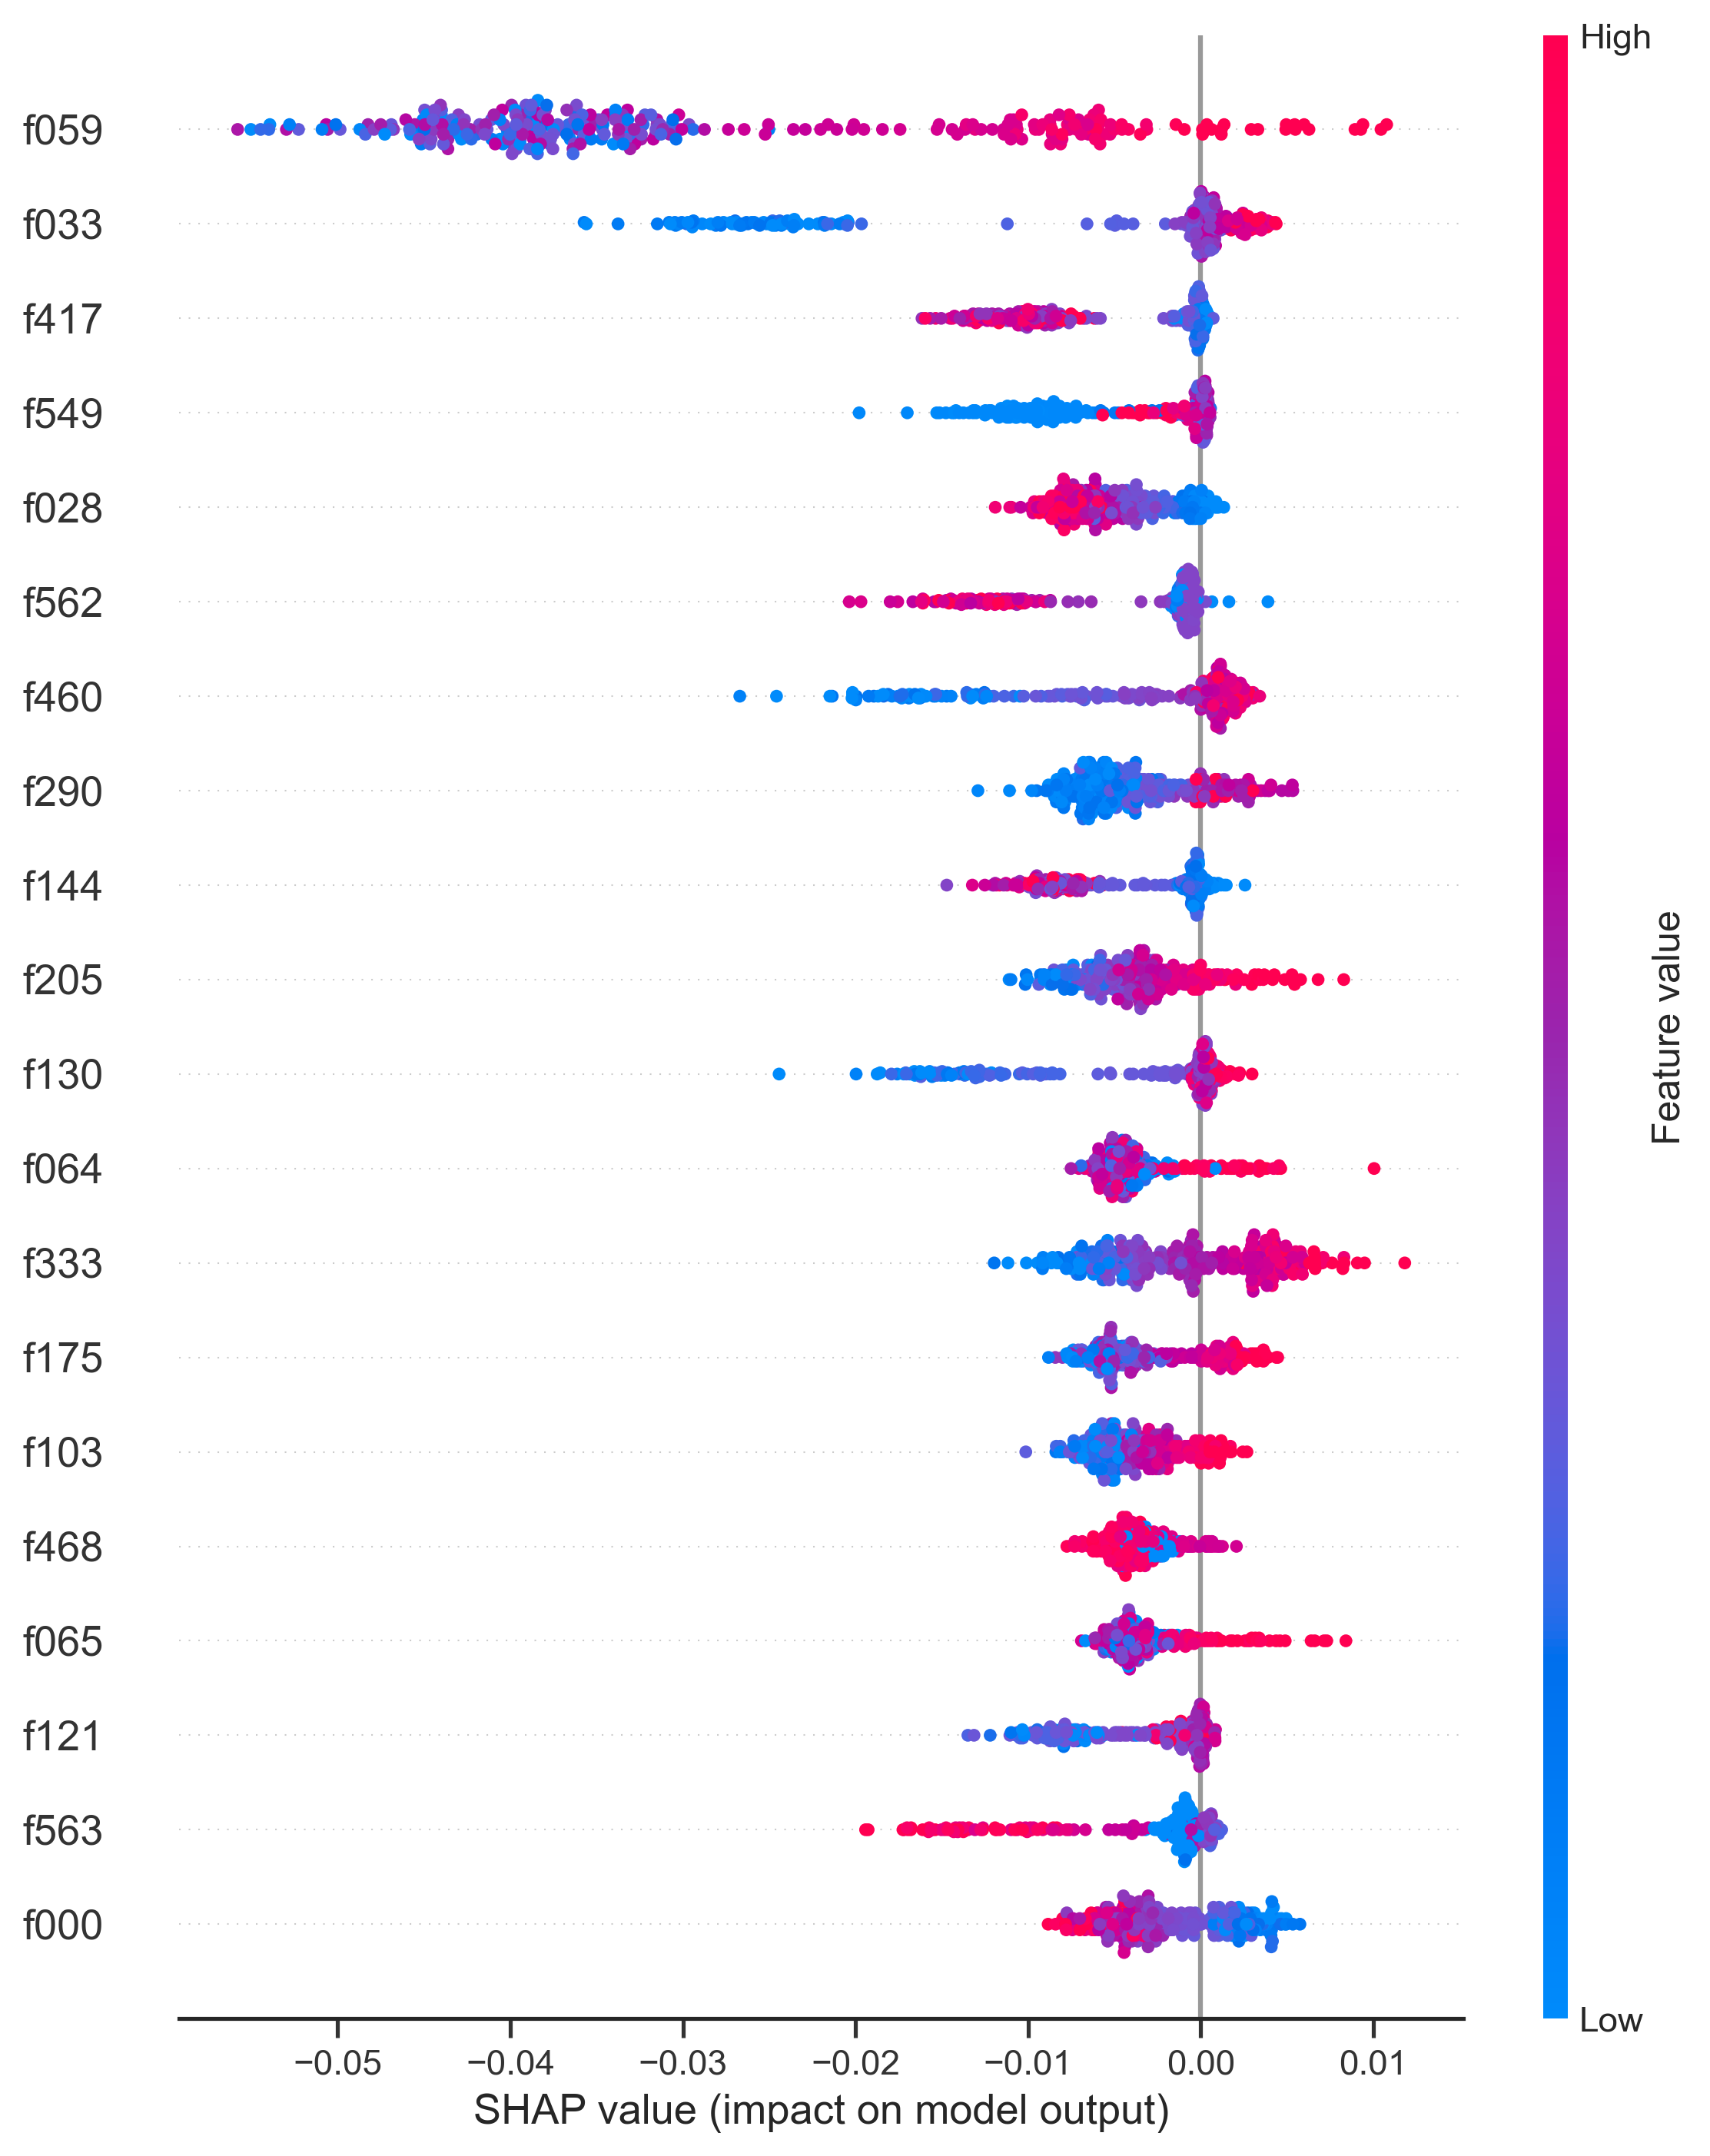 High
f059
f033
f417
f549
f028
f562
f460
f290
f144
f205
f130
f064
f333
f175
f103
f468
f065
f121
f563
f000
Feature value
Low
−0.05 −0.04 −0.03 −0.02 −0.01 0.00 0.01
SHAP value (impact on model output)